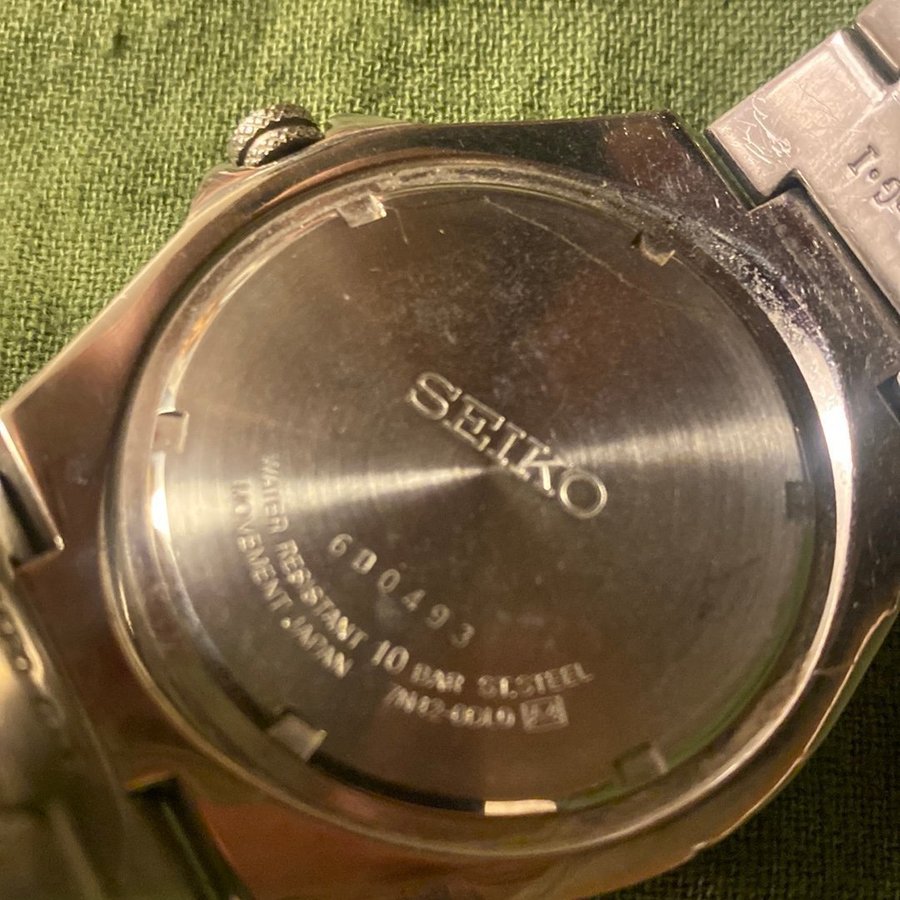 SEIKO
6D0493
WATER RESISTANT 10 BAR ST.STEEL
MOVEMENT JAPAN
G·I